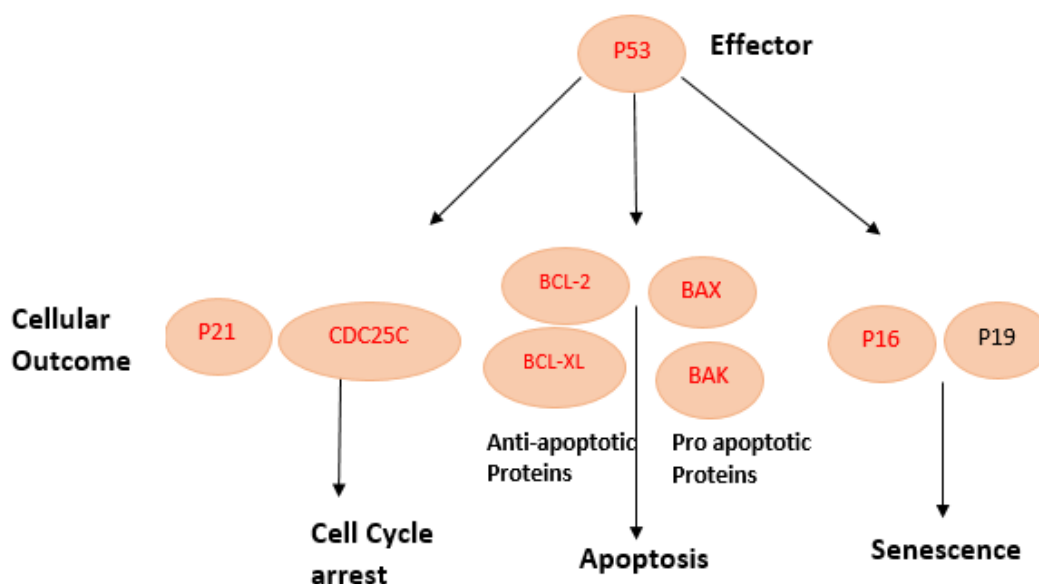 P53
Effector
Cellular
Outcome
P21
CDC25C
BCL-2
BCL-XL
BAX
BAK
P16
P19
Anti-apoptotic
Proteins
Pro apoptotic
Proteins
Cell Cycle
arrest
Apoptosis
Senescence